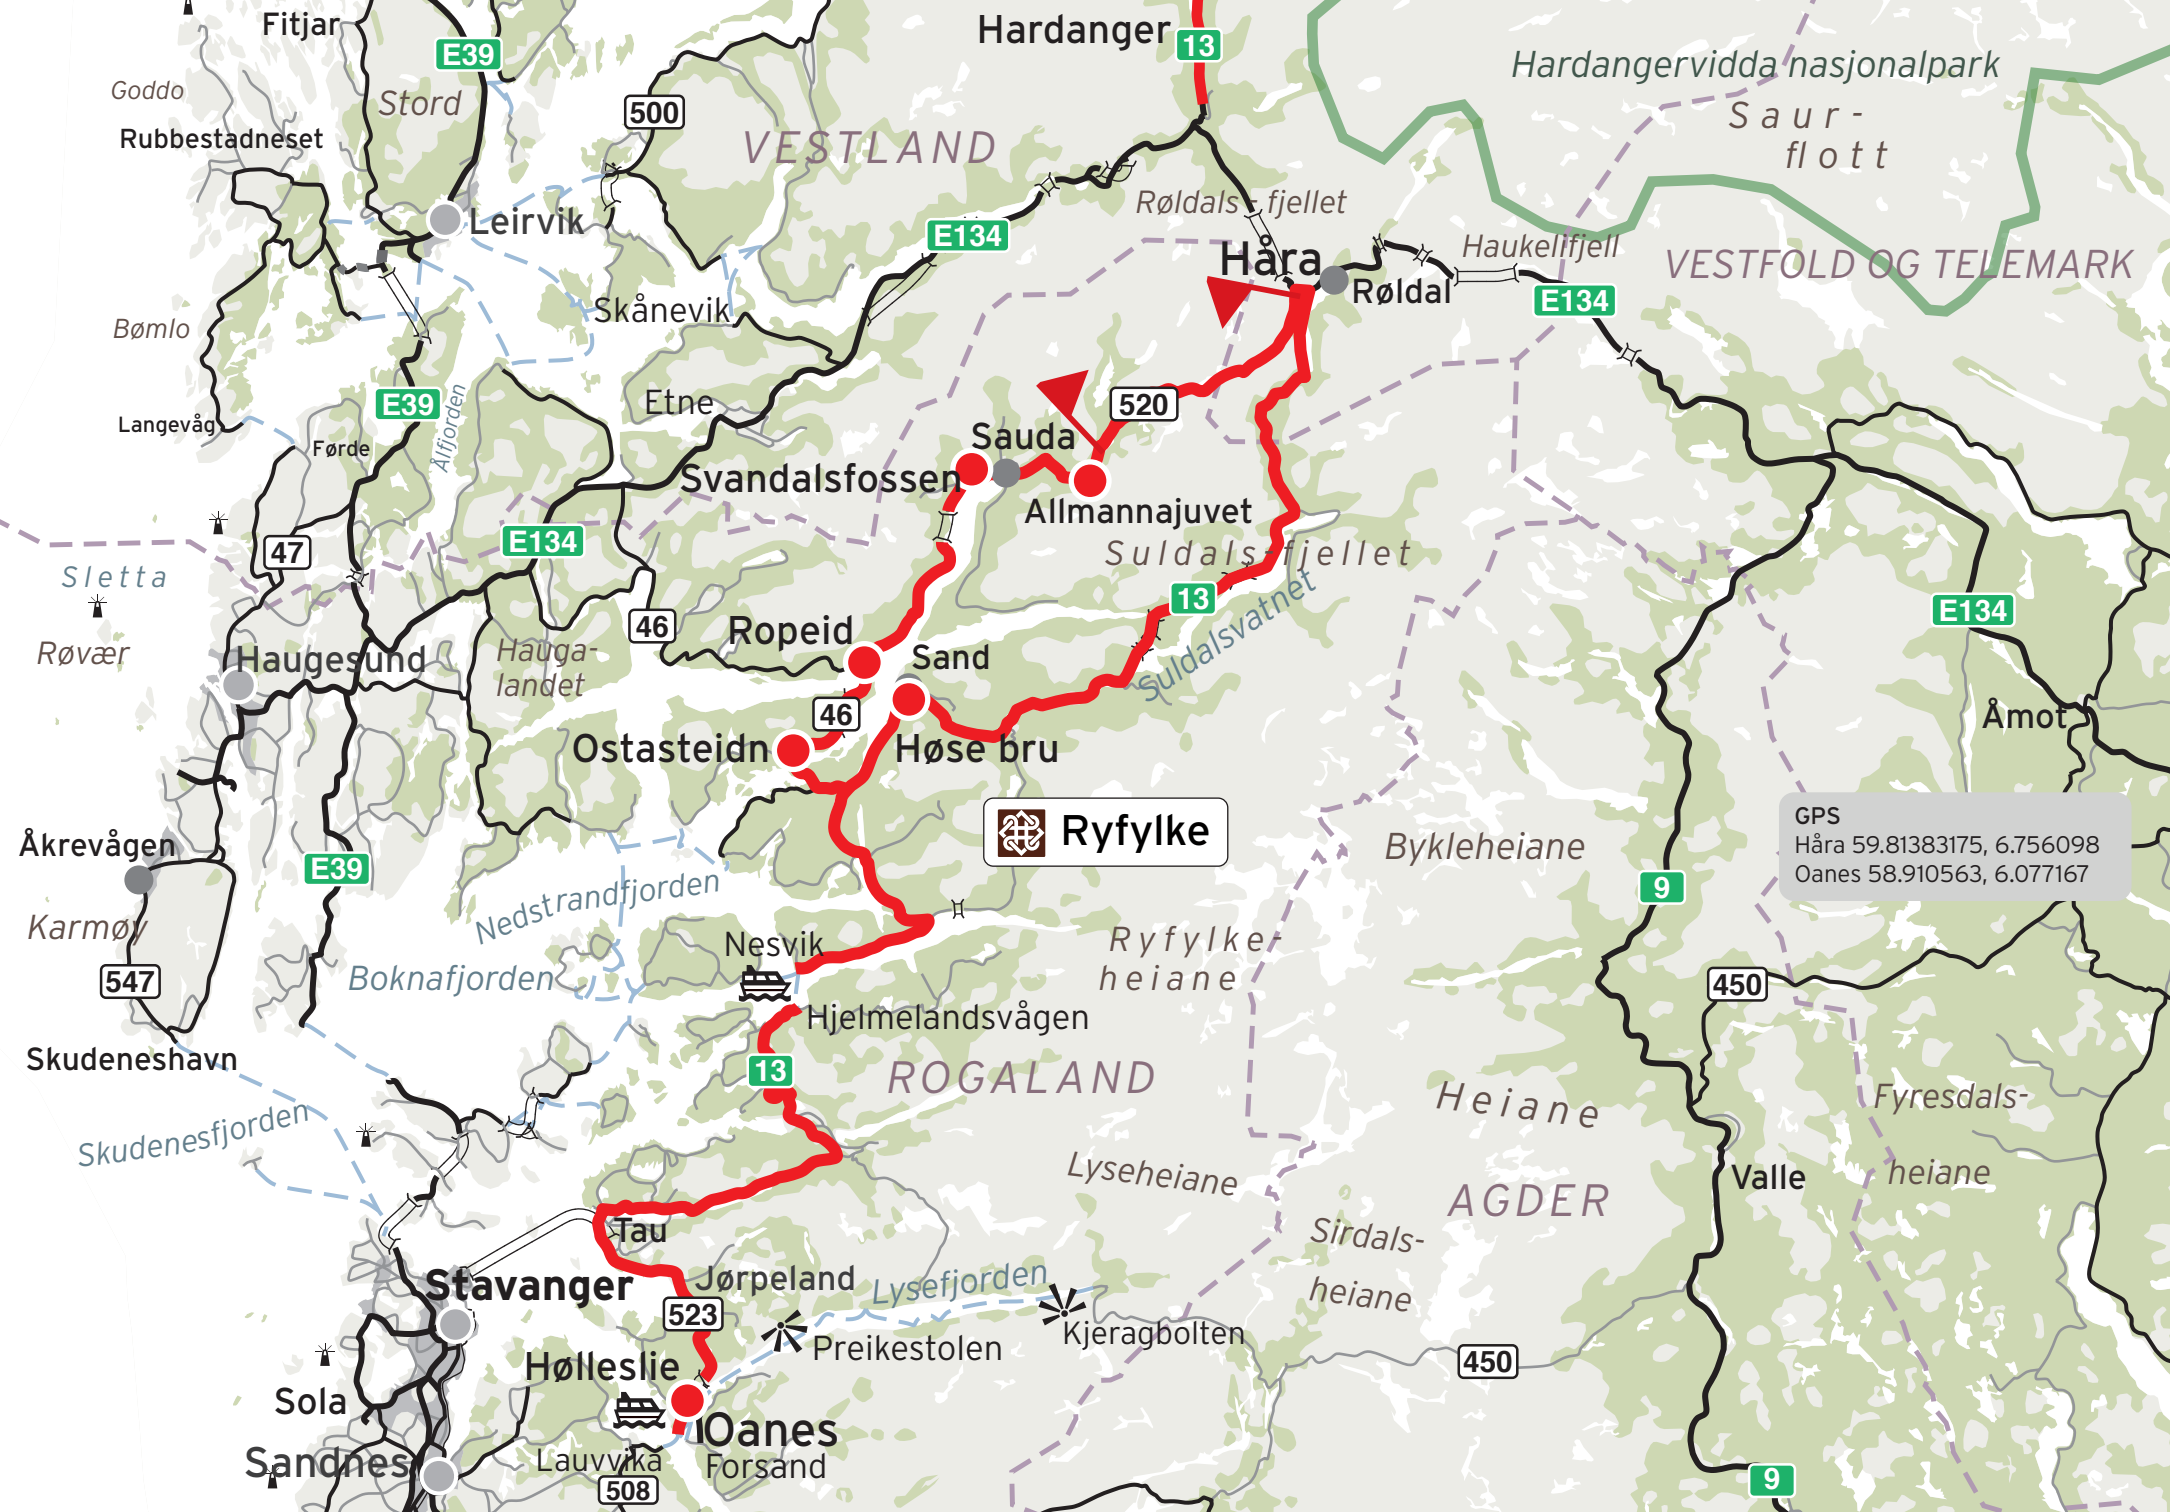 Fitjar
E39
Hardanger
13
Hardangervidda nasjonalpark
Goddo
Stord
500
Saur-
flott
Rubbestadneset
VESTLAND
Røldals-fjellet
Leirvik
E134
Håra
Haukelifjell
VESTFOLD OG TELEMARK
Røldal
E134
Skånevik
Bømlo
E39
Etne
520
Ålfjorden
Langevåg
Førde
Sauda
Svandalsfossen
Allmannajuvet
47
E134
Suldals-fjellet
Sletta
13
Suldalsvatnet
E134
46
Ropeid
Røvær
Haugesund
Hauga-
landet
Sand
46
Åmot
Ostasteidn
Høse bru
GPS
Håra 59.81383175, 6.756098
Oanes 58.910563, 6.077167
Ryfylke
Åkrevågen
E39
Bykleheiane
9
Nedstrandfjorden
Karmøy
Nesvik
Ryfylke-
heiane
547
Boknafjorden
450
Hjelmelandsvågen
Skudeneshavn
13
ROGALAND
Heiane
Fyresdals-
heiane
Skudenesfjorden
Lyseheiane
Valle
AGDER
Tau
Sirdals-
heiane
Stavanger
Jørpeland
Lysefjorden
523
Kjeragbolten
Preikestolen
450
Hølleslie
Sola
Oanes
Sandnes
Lauvvika
Forsand
508
9